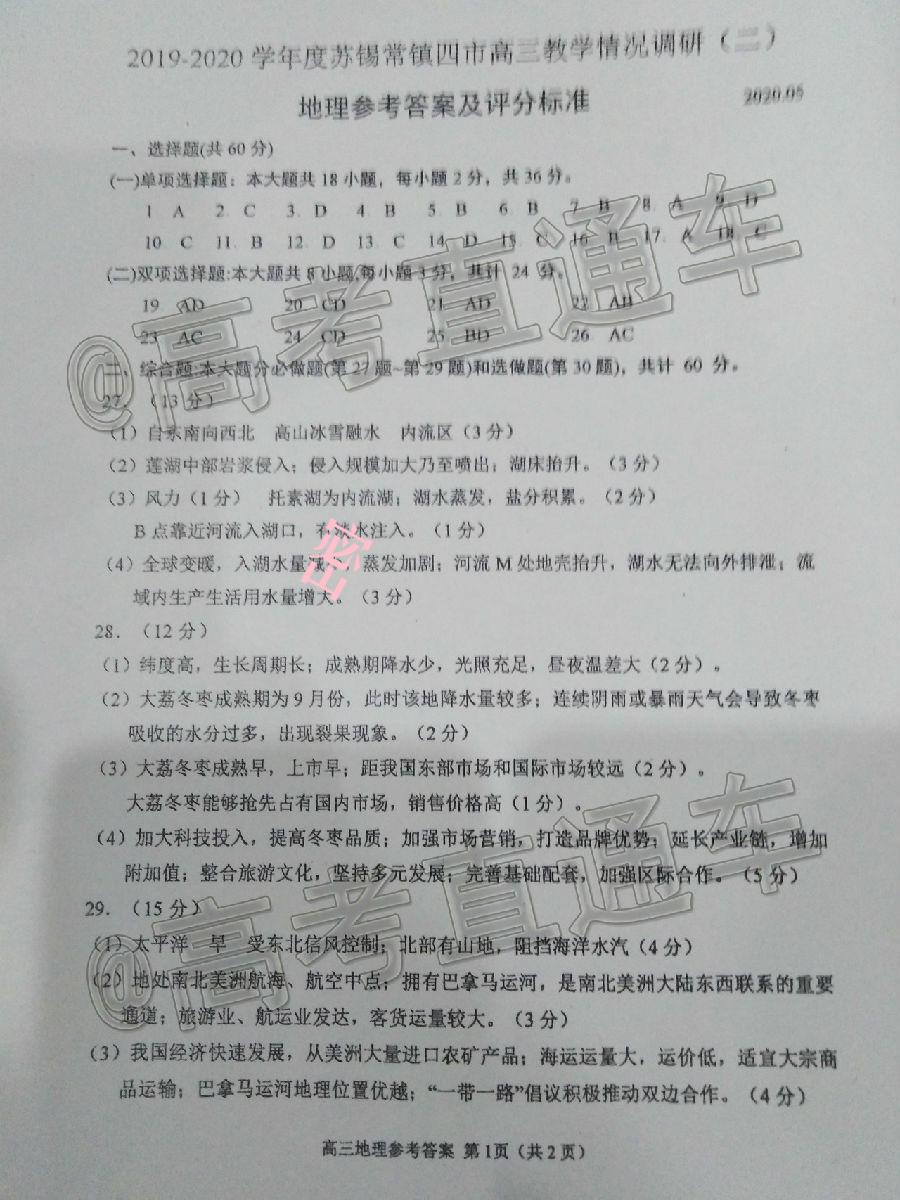 2019-2020 学年度苏锡常镇四市高三教学情况调研（二）
地理参考答案及评分标准 2020.05
一、选择题(共 60 分)
(一)单项选择题：本大题共 18 小题，每小题 2 分，共 36 分。
1 A 2 C 3 D 4 B 5 B 6 B 7 B 8 A 9 D
10 C 11 B 12 D 13 C 14 D 15 C 16 B 17 A 18 C
(二)双项选择题:本大题共 8 小题,每小题 3 分，共计 24 分。
19 AD 20 CD 21 AD 22 AB
23 AC 24 CD 25 BD 26 AC
二、综合题:本大题分必做题(第 27 题~第 29 题)和选做题(第 30 题)，共计 60 分。
27．（13 分）
（1）自东南向西北 高山冰雪融水 内流区（3 分）
（2）莲湖中部岩浆侵入；侵入规模加大乃至喷出；湖床抬升。（3 分）
（3）风力（1 分） 托素湖为内流湖；湖水蒸发，盐分积累。（2 分）
B 点靠近河流入湖口，有淡水注入。（1 分）
（4）全球变暖，入湖水量减少，蒸发加剧；河流 M 处地壳抬升，湖水无法向外排泄；流
域内生产生活用水量增大。（3 分）
28．（12 分）
（1）纬度高，生长周期长；成熟期降水少，光照充足，昼夜温差大（2 分）。
（2）大荔冬枣成熟期为 9 月份，此时该地降水量较多；连续阴雨或暴雨天气会导致冬枣
吸收的水分过多，出现裂果现象。（2 分）
（3）大荔冬枣成熟早，上市早；距我国东部市场和国际市场较远（2 分）。
大荔冬枣能够抢先占有国内市场，销售价格高（1 分）。
（4）加大科技投入，提高冬枣品质；加强市场营销，打造品牌优势；延长产业链，增加
附加值；整合旅游文化，坚持多元发展；完善基础配套，加强区际合作。（5 分）
29．（15 分）
（1）太平洋 旱 受东北信风控制；北部有山地，阻挡海洋水汽（4 分）
（2）地处南北美洲航海、航空中点；拥有巴拿马运河，是南北美洲大陆东西联系的重要
通道；旅游业、航运业发达，客货运量较大。（3 分）
（3）我国经济快速发展，从美洲大量进口农矿产品；海运运量大，运价低，适宜大宗商
品运输；巴拿马运河地理位置优越；“一带一路”倡议积极推动双边合作。（4 分）
高三地理参考答案 第 1页（共 2 页）
@高考直通车
@高考直通车
密